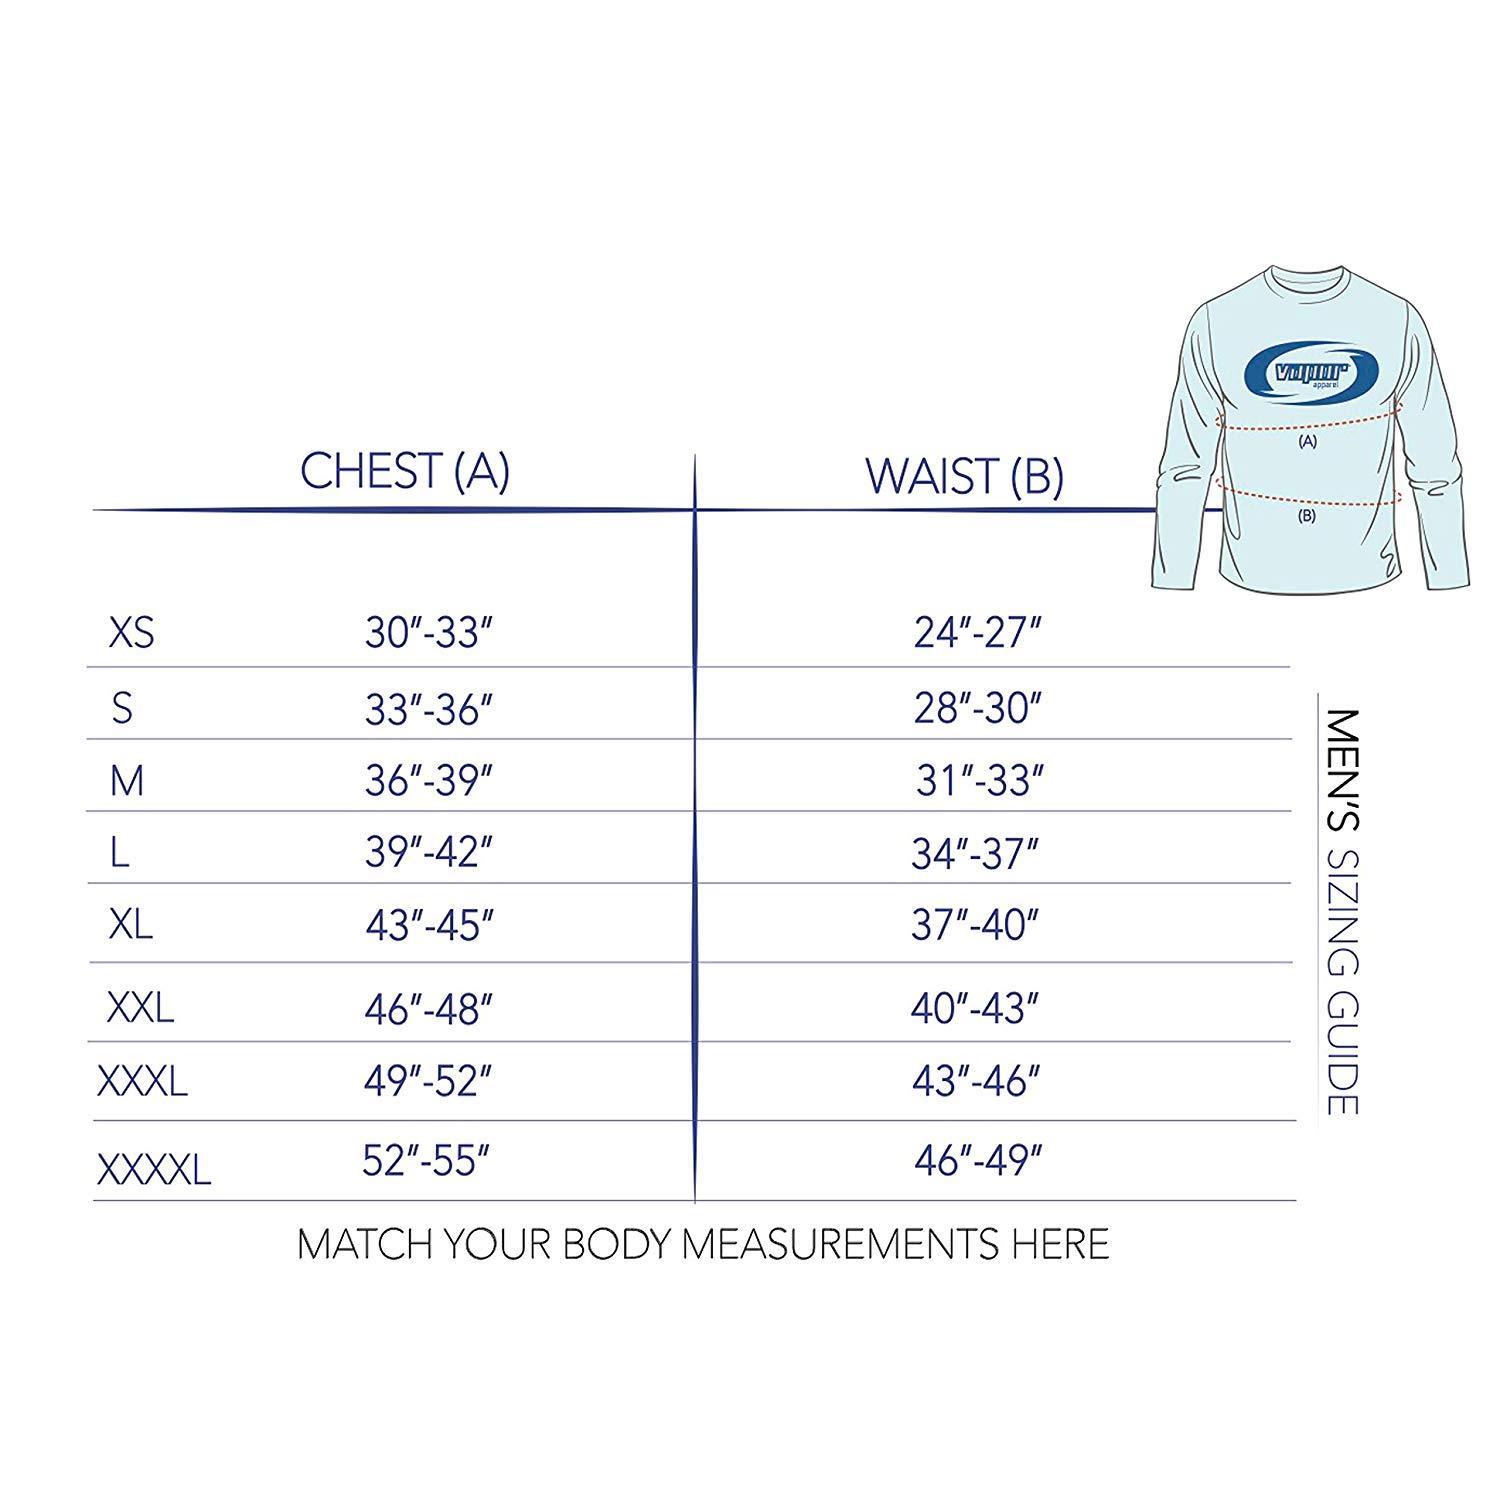 vapor
apparel
(A)
(B)
CHEST (A) WAIST (B)
XS 30”-33” 24”-27”
S 33”-36” 28”-30”
M 36”-39” 31”-33”
L 39”-42” 34”-37”
XL 43”-45” 37”-40”
XXL 46”-48” 40”-43”
XXXL 49”-52” 43”-46”
XXXXL 52”-55” 46”-49”
MATCH YOUR BODY MEASUREMENTS HERE
MEN’S SIZING GUIDE